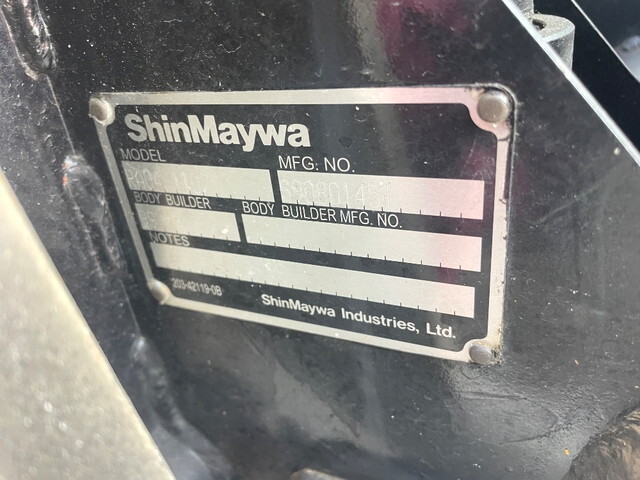 ShinMaywa
MODEL MFG. NO.
BODY BUILDER BODY BUILDER MFG. NO.
NOTES
203-42119-0B ShinMaywa Industries, Ltd.